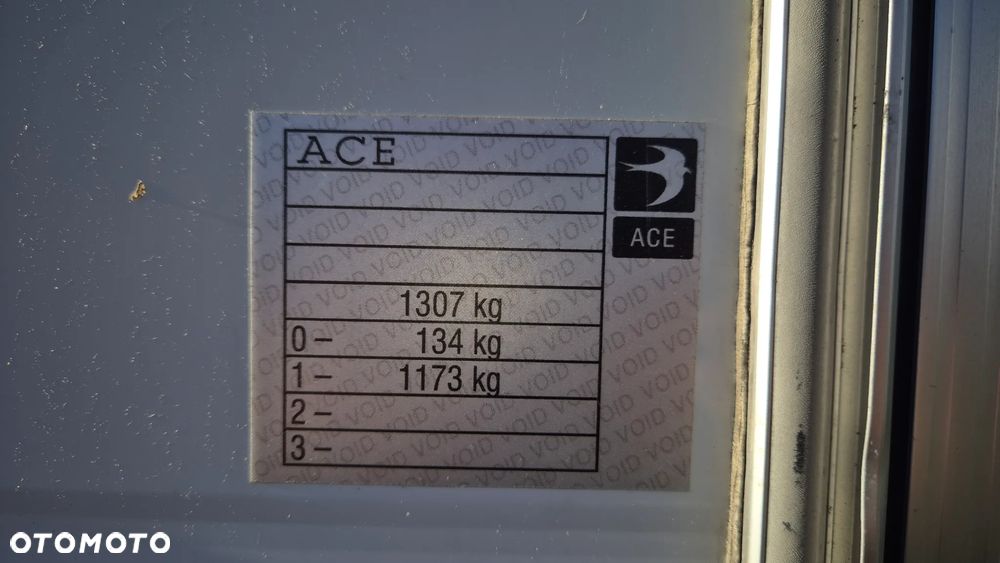 ACE
ACE
1307 kg
0- 134 kg
1- 1173 kg
2-
3-
OTOMOTO